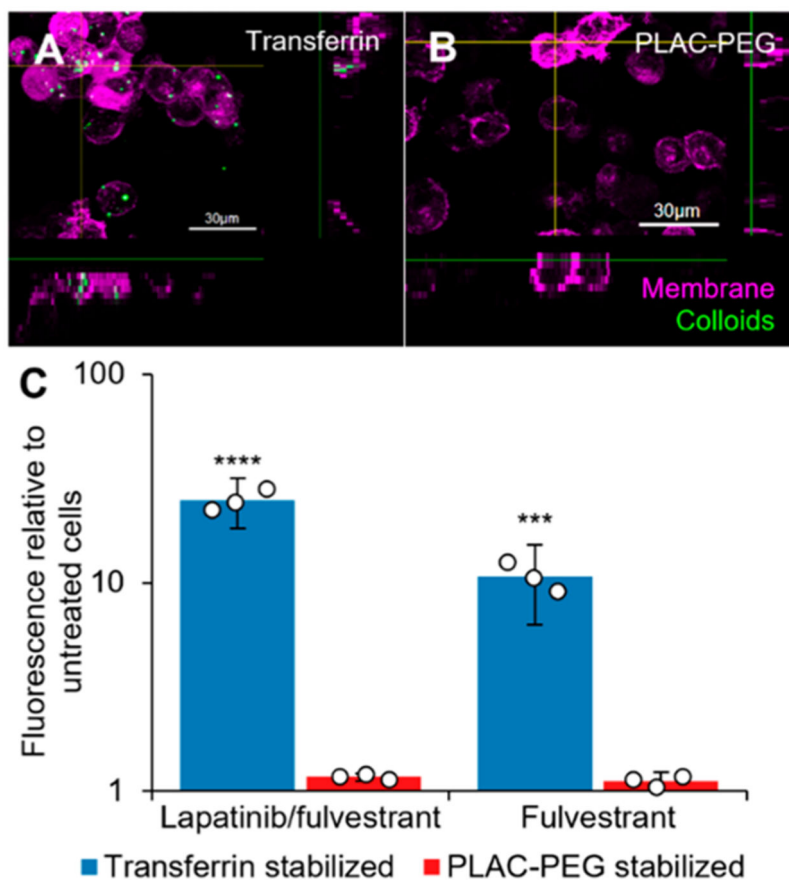 A
Transferrin
30μm
B
PLAC-PEG
30μm
Membrane
Colloids
C
Fluorescence relative to
untreated cells
100
10
1
****
***
Lapatinib/fulvestrant
Fulvestrant
Transferrin stabilized
PLAC-PEG stabilized